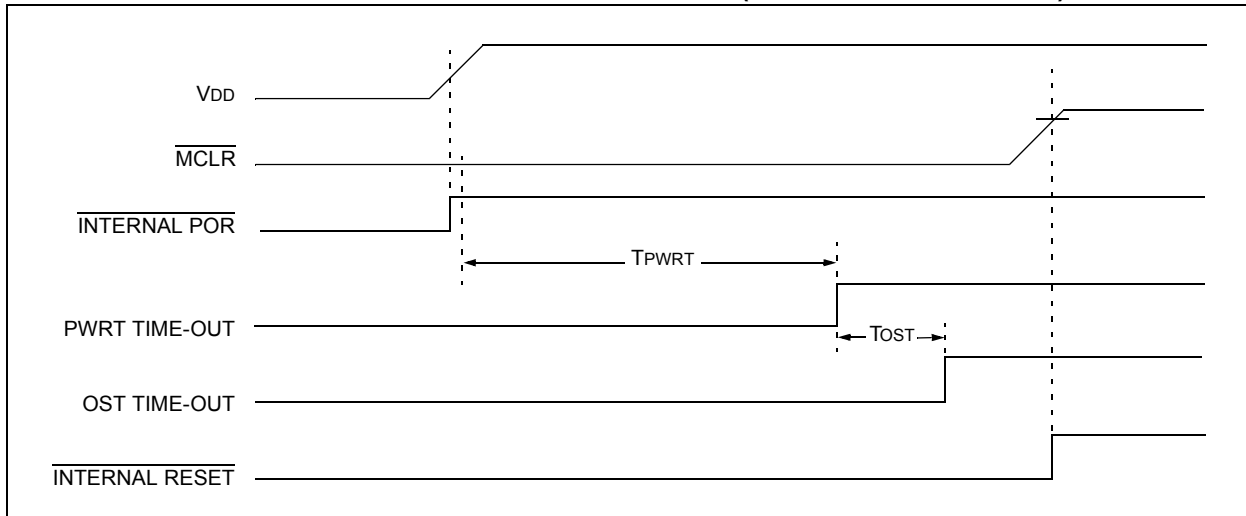 VDD
MCLR
INTERNAL POR
TPWRT
PWRT TIME-OUT
TOST
OST TIME-OUT
INTERNAL RESET